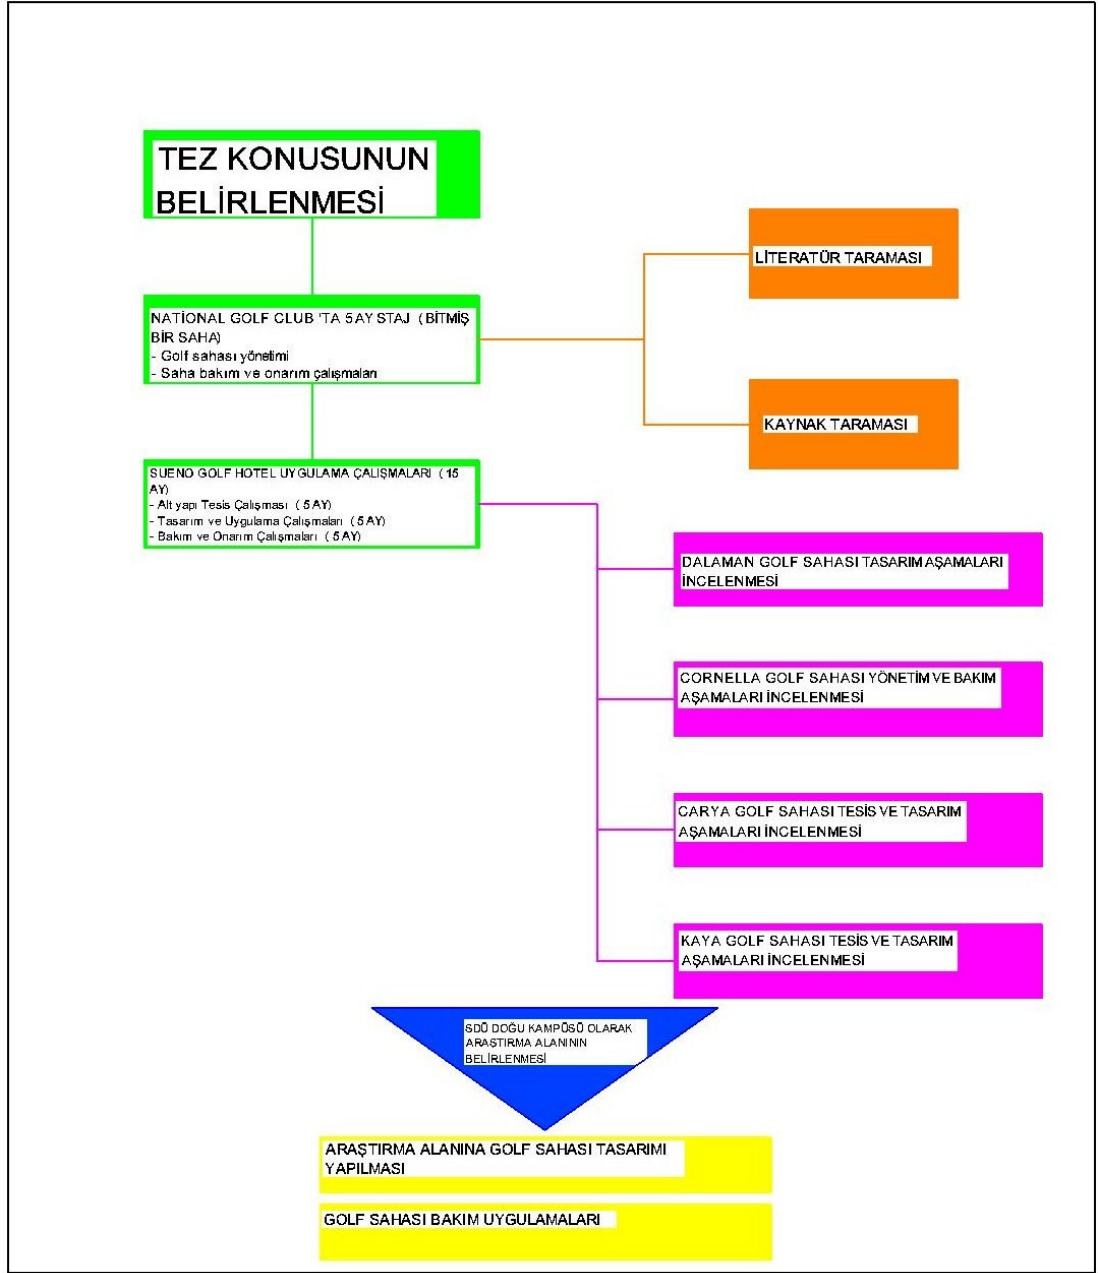 TEZ KONUSUNUN
BELİRLENMESİ
LİTERATÜR TARAMASI
NATİONAL GOLF CLUB 'TA 5 AY STAJ ( BİTMİŞ
BİR SAHA)
- Golf sahası yönetimi
- Saha bakım ve onarım çalışmaları
KAYNAK TARAMASI
SUENO GOLF HOTEL UYGULAMA ÇALIŞMALARI ( 15
AY)
- Alt yapı Tesis Çalışması ( 5 AY)
- Tasarım ve Uygulama Çalışmaları ( 5 AY)
- Bakım ve Onarım Çalışmaları ( 5 AY)
DALAMAN GOLF SAHASI TASARIM AŞAMALARI
İNCELENMESİ
CORNELLA GOLF SAHASI YÖNETİM VE BAKIM
AŞAMALARI İNCELENMESİ
CARYA GOLF SAHASI TESİS VE TASARIM
AŞAMALARI İNCELENMESİ
KAYA GOLF SAHASI TESİS VE TASARIM
AŞAMALARI İNCELENMESİ
SDÜ DOĞU KAMPÜSÜ OLARAK
ARAŞTIRMA ALANININ
BELİRLENMESİ
ARAŞTIRMA ALANINA GOLF SAHASI TASARIMI
YAPILMASI
GOLF SAHASI BAKIM UYGULAMALARI